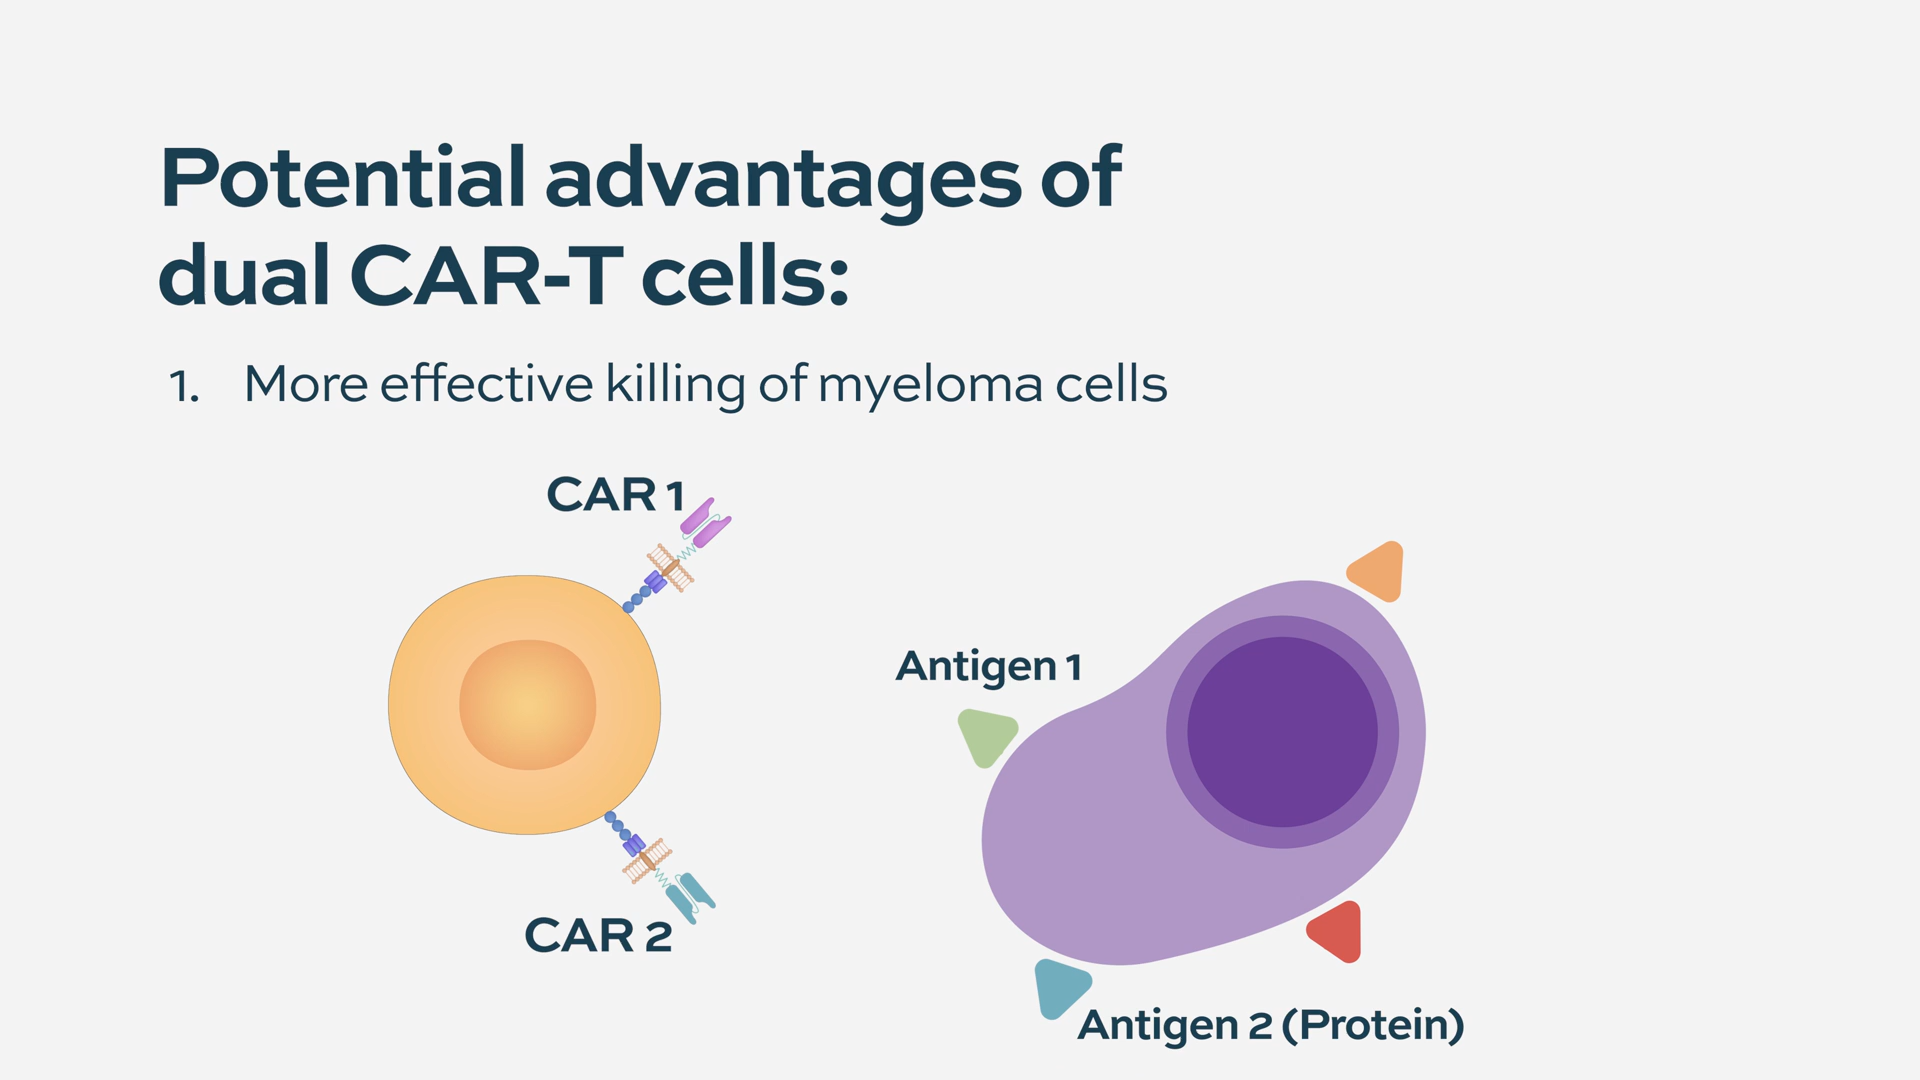 Potential advantages of
dual CAR-T cells:
1. More effective killing of myeloma cells
CAR 1
Antigen 1
CAR 2
Antigen 2 (Protein)